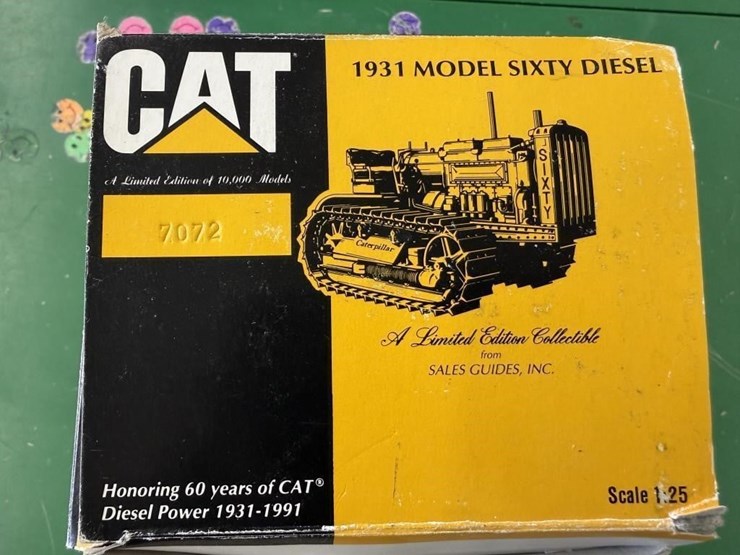 CAT
A Limited Edition of 10,000 Models
7072
1931 MODEL SIXTY DIESEL
SIXTY
Caterpillar
A Limited Edition Collectible
from
SALES GUIDES, INC.
Honoring 60 years of CAT®
Diesel Power 1931-1991
Scale 1:25